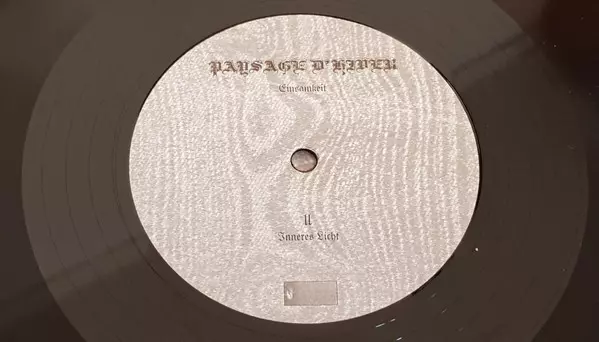 PAYSAGE D'HIVER
Einsamkeit
II
Inneres Licht